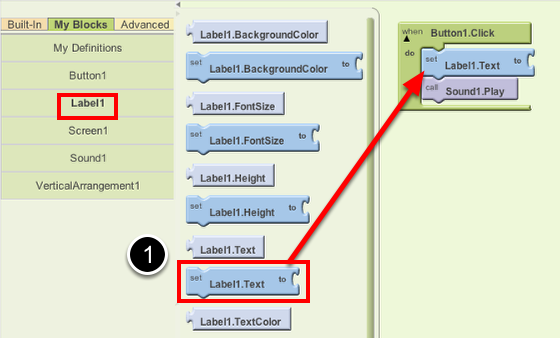 Built-In My Blocks Advanced
My Definitions
Button1
Label1
Screen1
Sound1
VerticalArrangement1
Label1.BackgroundColor
set Label1.BackgroundColor to
Label1.FontSize
set Label1.FontSize to
Label1.Height
set Label1.Height to
Label1.Text
1
set Label1.Text to
Label1.TextColor
when Button1.Click
do
set Label1.Text to
call Sound1.Play